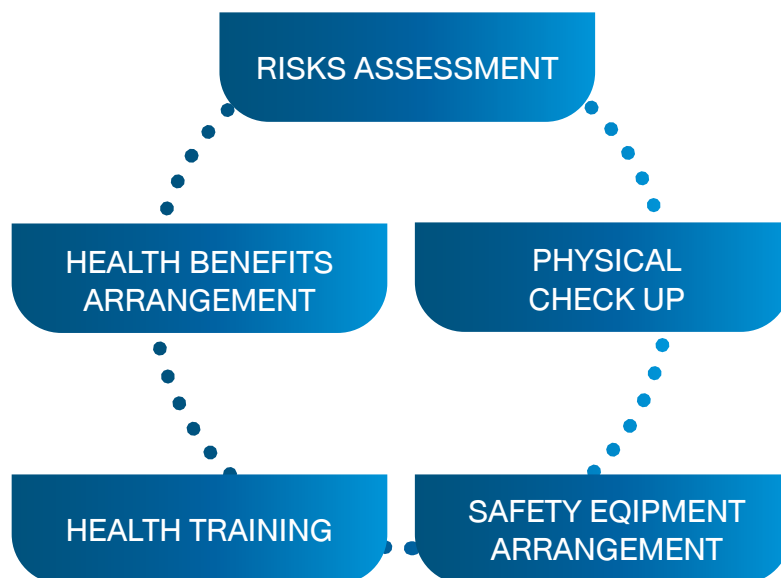 RISKS ASSESSMENT
HEALTH BENEFITS
ARRANGEMENT
PHYSICAL
CHECK UP
HEALTH TRAINING
SAFETY EQIPMENT
ARRANGEMENT